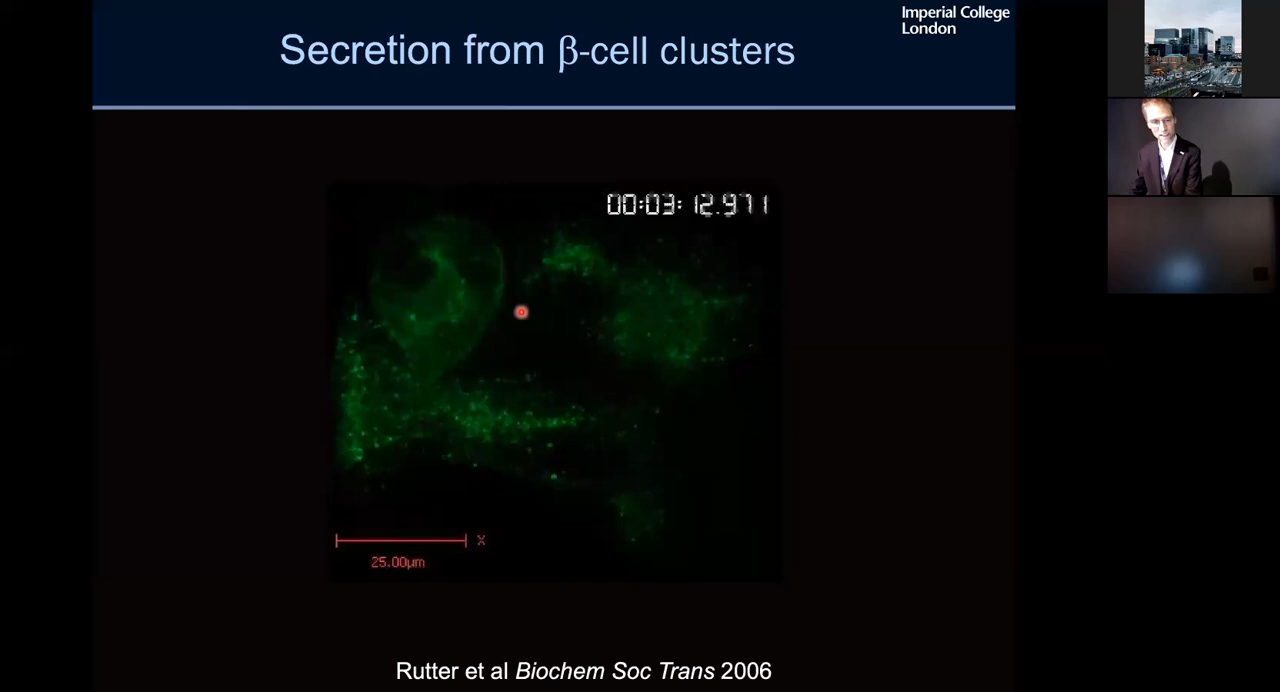 Imperial College
London
Secretion from β-cell clusters
00:03:12.971
X
25.00µm
Rutter et al Biochem Soc Trans 2006